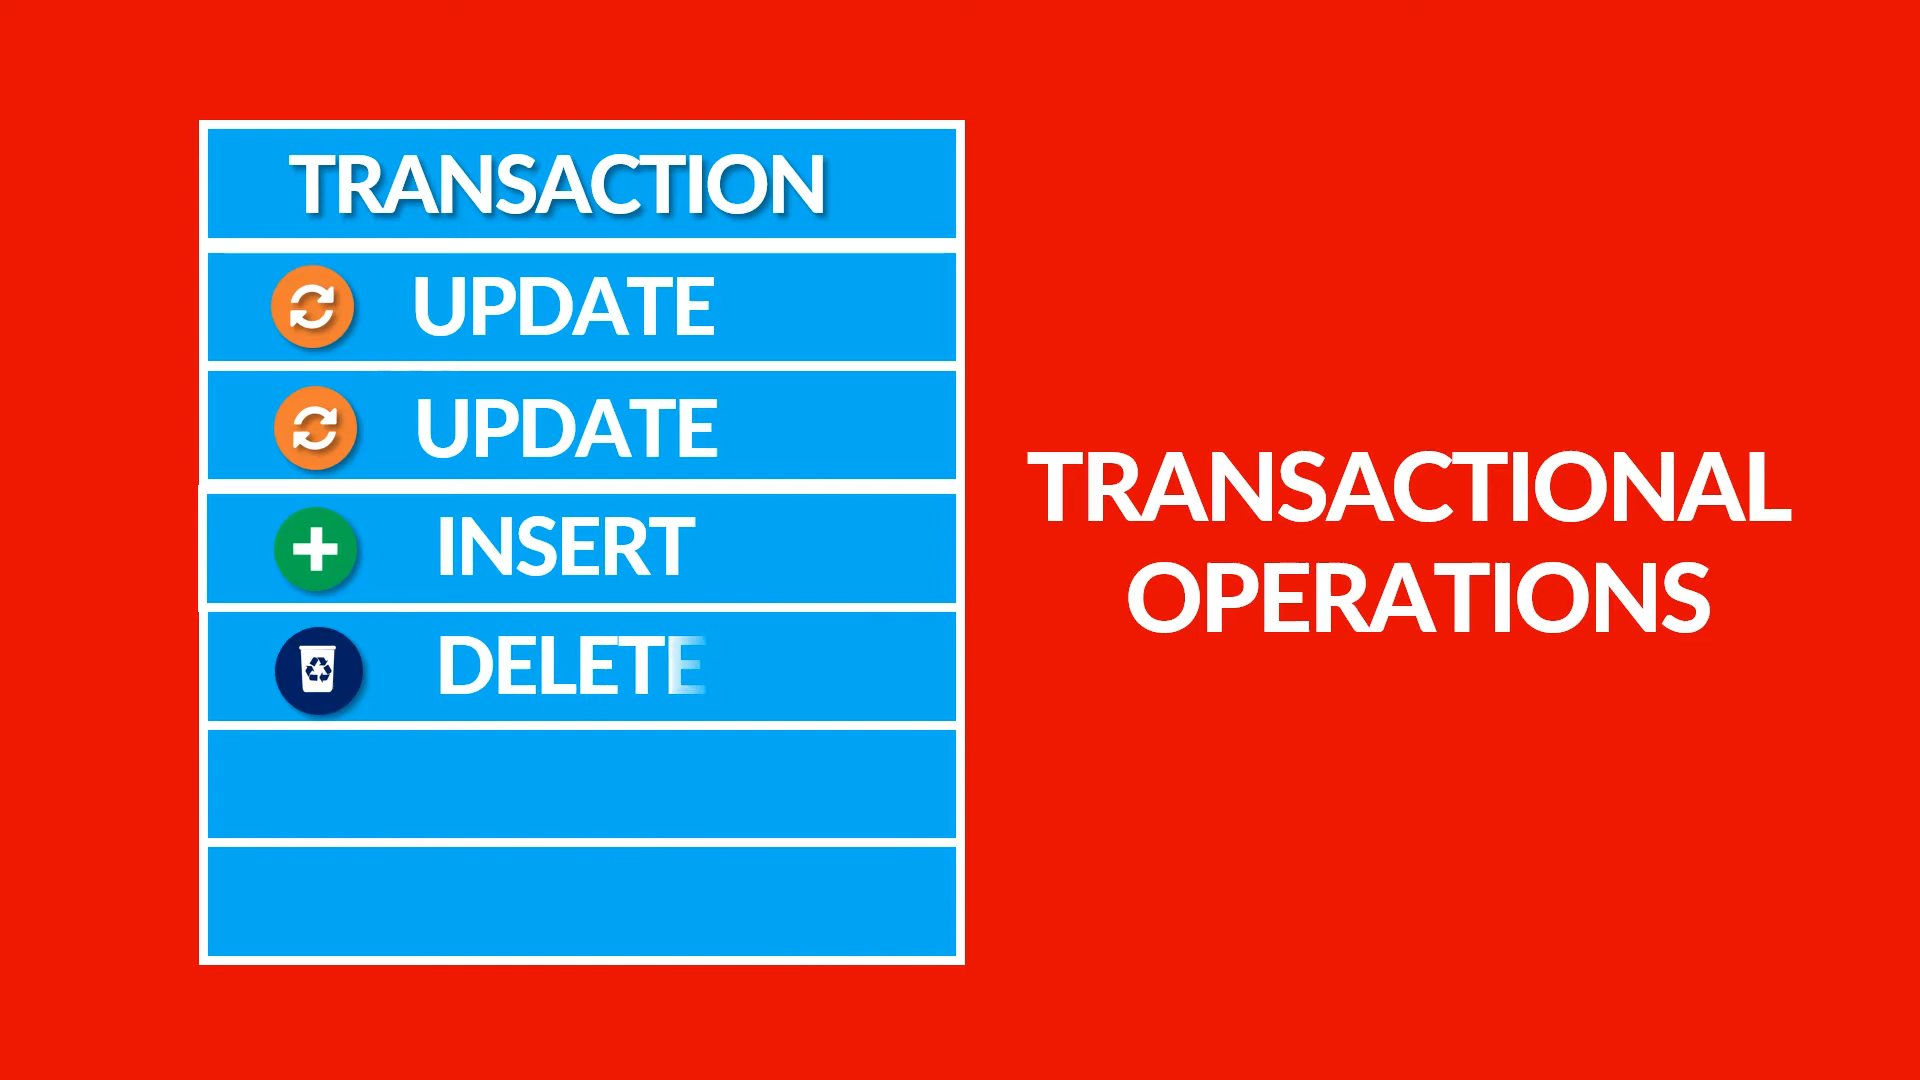 TRANSACTION
UPDATE
UPDATE
INSERT
DELETE
TRANSACTIONAL
OPERATIONS